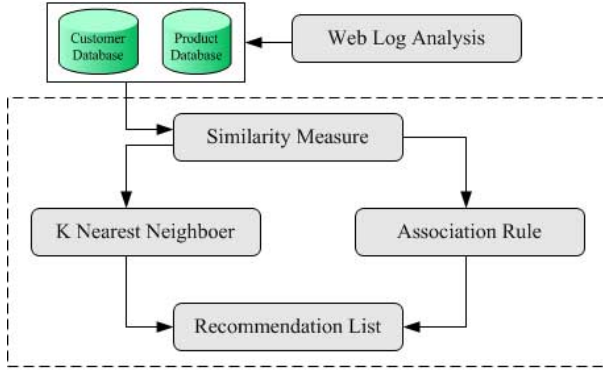 Customer
Database
Product
Database
Web Log Analysis
Similarity Measure
K Nearest Neighboer
Association Rule
Recommendation List